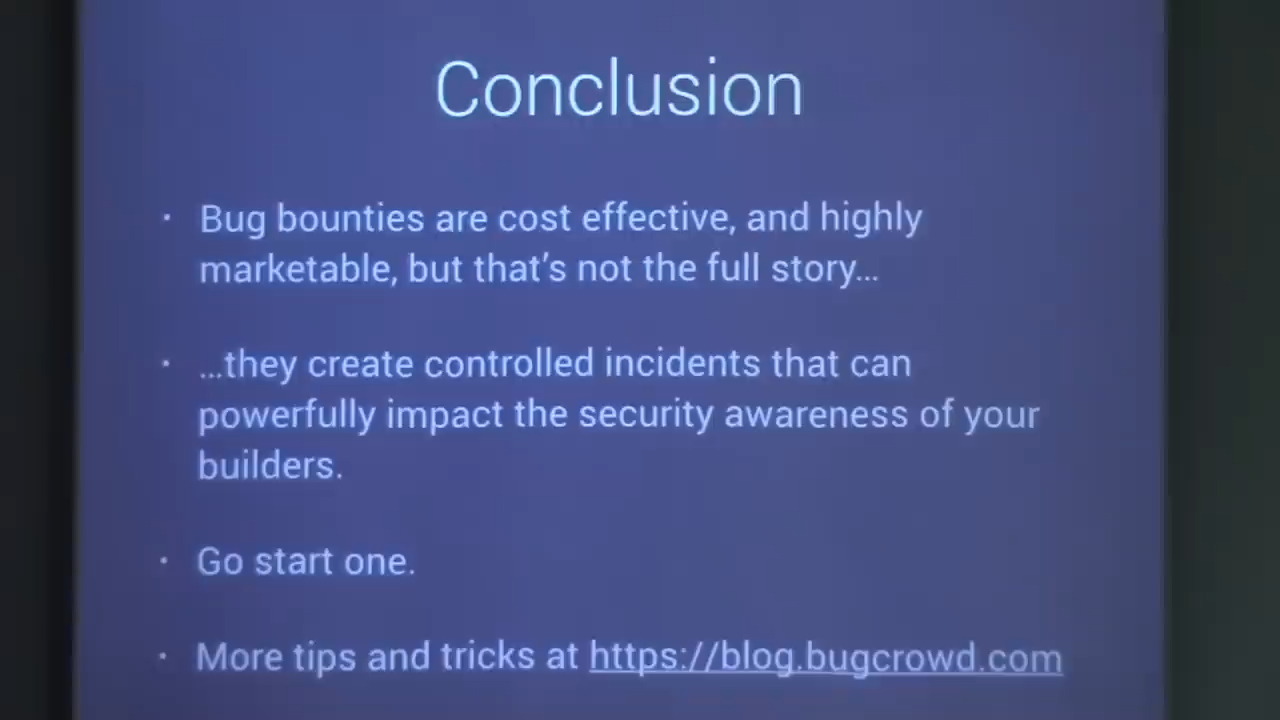 Conclusion
· Bug bounties are cost effective, and highly
marketable, but that's not the full story...
· ...they create controlled incidents that can
powerfully impact the security awareness of your
builders.
· Go start one.
· More tips and tricks at https://blog.bugcrowd.com